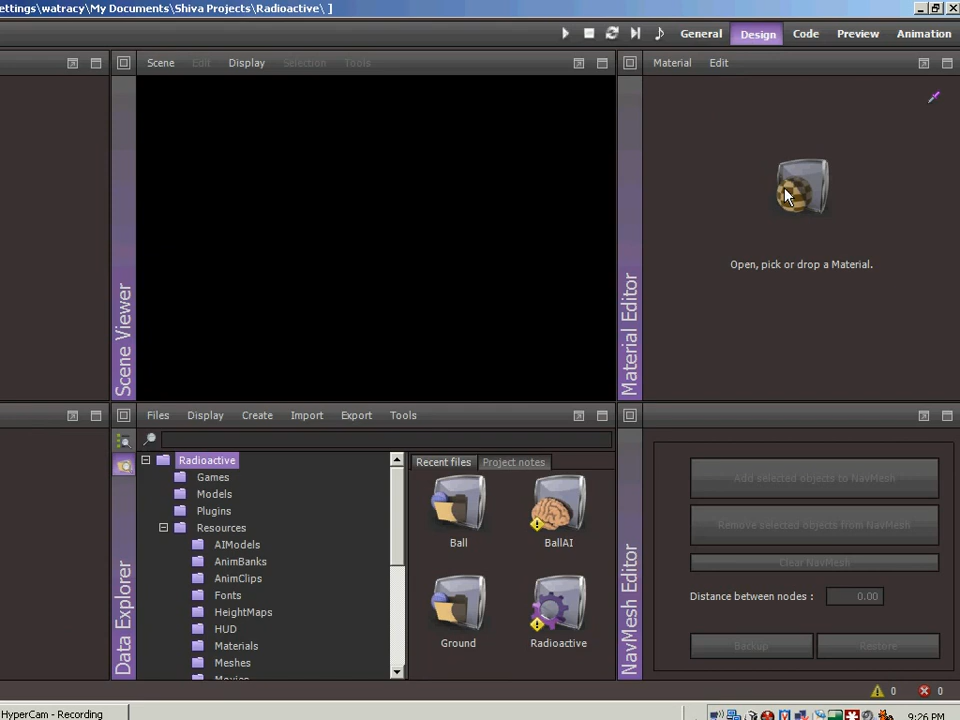 ettings\watracy\My Documents\Shiva Projects\Radioactive\ ]
General Design Code Preview Animation
Scene Edit Display Selection Tools
Material Edit
Scene Viewer
Material Editor
Open, pick or drop a Material.
Files Display Create Import Export Tools
Data Explorer
Radioactive
Games
Models
Plugins
Resources
AIModels
AnimBanks
AnimClips
Fonts
HeightMaps
HUD
Materials
Meshes
Movies
Recent files Project notes
Ball BallAI
Ground Radioactive
NavMesh Editor
Add selected objects to NavMesh
Remove selected objects from NavMesh
Clear NavMesh
Distance between nodes : 0.00
Backup Restore
0 0
HyperCam - Recording
9:26 PM